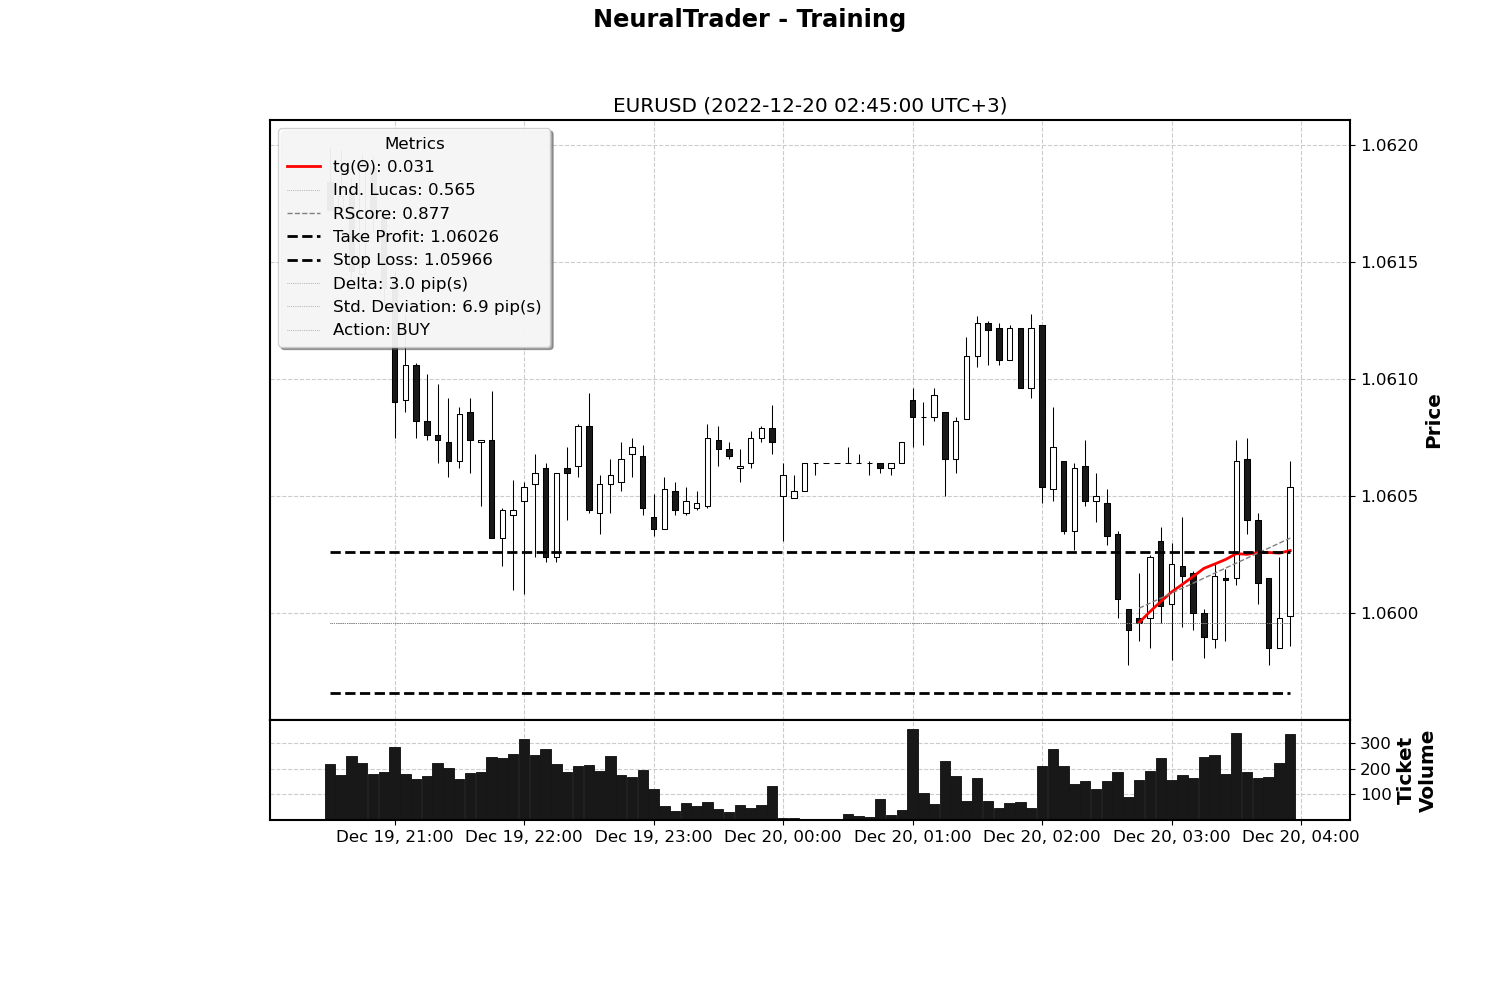 NeuralTrader - Training
EURUSD (2022-12-20 02:45:00 UTC+3)
Metrics
tg(Θ): 0.031
Ind. Lucas: 0.565
RScore: 0.877
Take Profit: 1.06026
Stop Loss: 1.05966
Delta: 3.0 pip(s)
Std. Deviation: 6.9 pip(s)
Action: BUY
1.0620
1.0615
1.0610
1.0605
1.0600
Price
300
200
100
Ticket
Volume
Dec 19, 21:00
Dec 19, 22:00
Dec 19, 23:00
Dec 20, 00:00
Dec 20, 01:00
Dec 20, 02:00
Dec 20, 03:00
Dec 20, 04:00